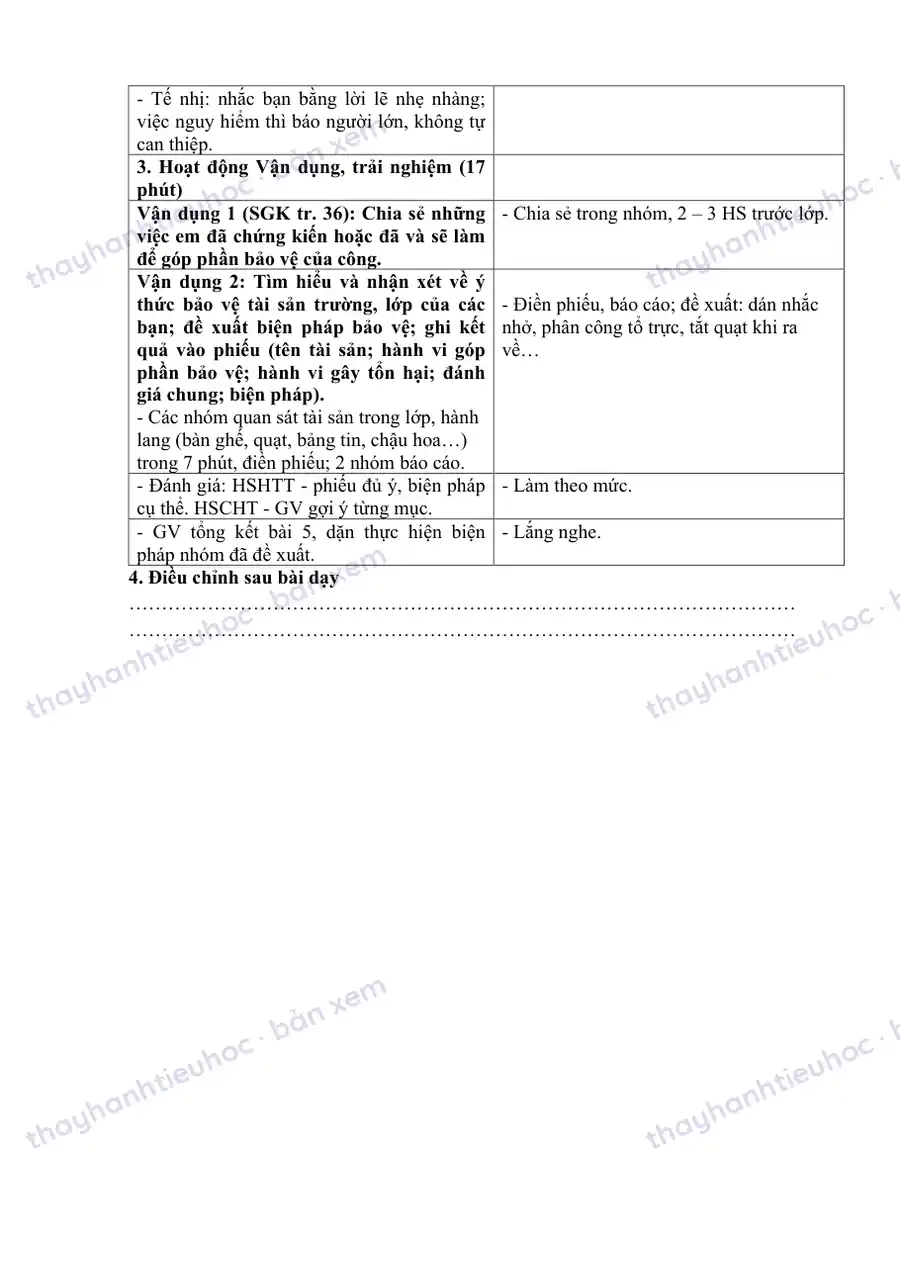 - Tế nhị: nhắc bạn bằng lời lẽ nhẹ nhàng;
việc nguy hiểm thì báo người lớn, không tự
can thiệp.
3. Hoạt động Vận dụng, trải nghiệm (17
phút)
Vận dụng 1 (SGK tr. 36): Chia sẻ những
việc em đã chứng kiến hoặc đã và sẽ làm
để góp phần bảo vệ của công.
- Chia sẻ trong nhóm, 2 – 3 HS trước lớp.
Vận dụng 2: Tìm hiểu và nhận xét về ý
thức bảo vệ tài sản trường, lớp của các
bạn; đề xuất biện pháp bảo vệ; ghi kết
quả vào phiếu (tên tài sản; hành vi góp
phần bảo vệ; hành vi gây tổn hại; đánh
giá chung; biện pháp).
- Các nhóm quan sát tài sản trong lớp, hành
lang (bàn ghế, quạt, bảng tin, chậu hoa…)
trong 7 phút, điền phiếu; 2 nhóm báo cáo.
- Điền phiếu, báo cáo; đề xuất: dán nhắc
nhở, phân công tổ trực, tắt quạt khi ra
về…
- Đánh giá: HSHTT - phiếu đủ ý, biện pháp
cụ thể. HSCHT - GV gợi ý từng mục.
- Làm theo mức.
- GV tổng kết bài 5, dặn thực hiện biện
pháp nhóm đã đề xuất.
- Lắng nghe.
4. Điều chỉnh sau bài dạy
…………………………………………………………………………………………
…………………………………………………………………………………………
thayhanhtieuhoc · bản xem
thayhanhtieuhoc · b
thayhanhtieuhoc · bản xem
thayhanhtieuhoc · b
thayhanhtieuhoc · bản xem
thayhanhtieuhoc · b